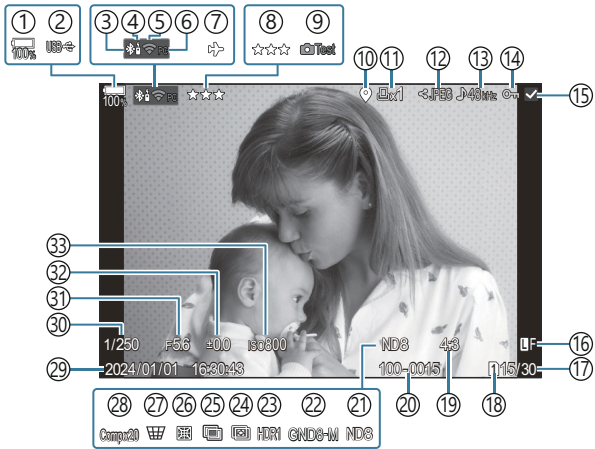 ① ② ③ ④ ⑤ ⑥ ⑦ ⑧ ⑨
100% USB PC Test
⑩ ⑪ ⑫ ⑬ ⑭
100% PC x1 JPEG 48kHz
⑮
㉝
㉜
㉛
㉚
1/250 F5.6 ±0.0 ISO800 ND8 4:3 LF ⑯
㉙ 2024/01/01 16:30:43 100-0015 1 15/30 ⑰
㉘ ㉗ ㉖ ㉕ ㉔ ㉓ ㉒ ㉑ ⑳ ⑲ ⑱
Compx20 HDR1 GND8-M ND8